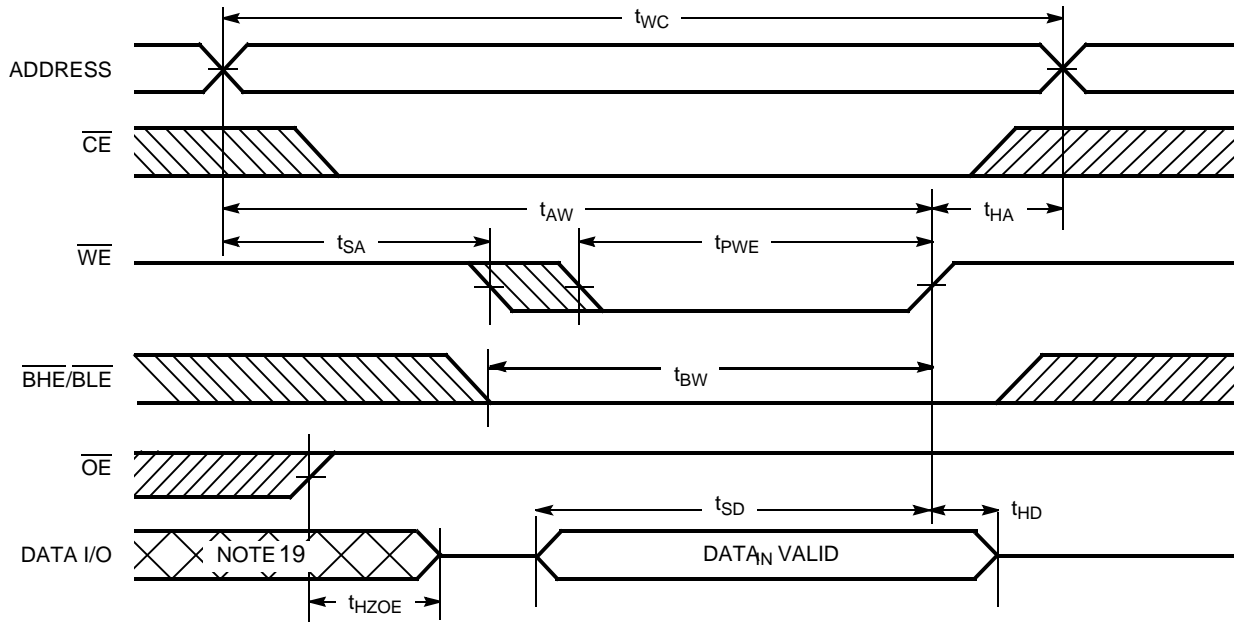 tWC
ADDRESS
CE
tAW
tHA
tSA
tPWE
WE
BHE/BLE
tBW
OE
tSD
tHD
DATA I/O
NOTE 19
DATAIN VALID
tHZOE